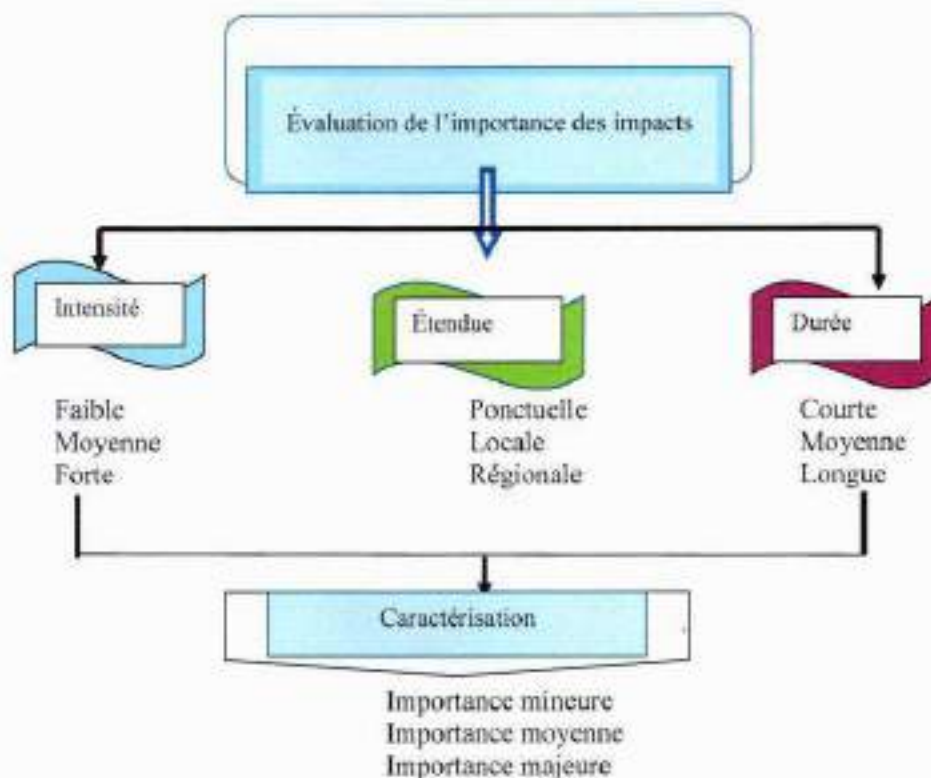 Évaluation de l'importance des impacts
Intensité
Étendue
Durée
Faible
Moyenne
Forte
Ponctuelle
Locale
Régionale
Courte
Moyenne
Longue
Caractérisation
Importance mineure
Importance moyenne
Importance majeure